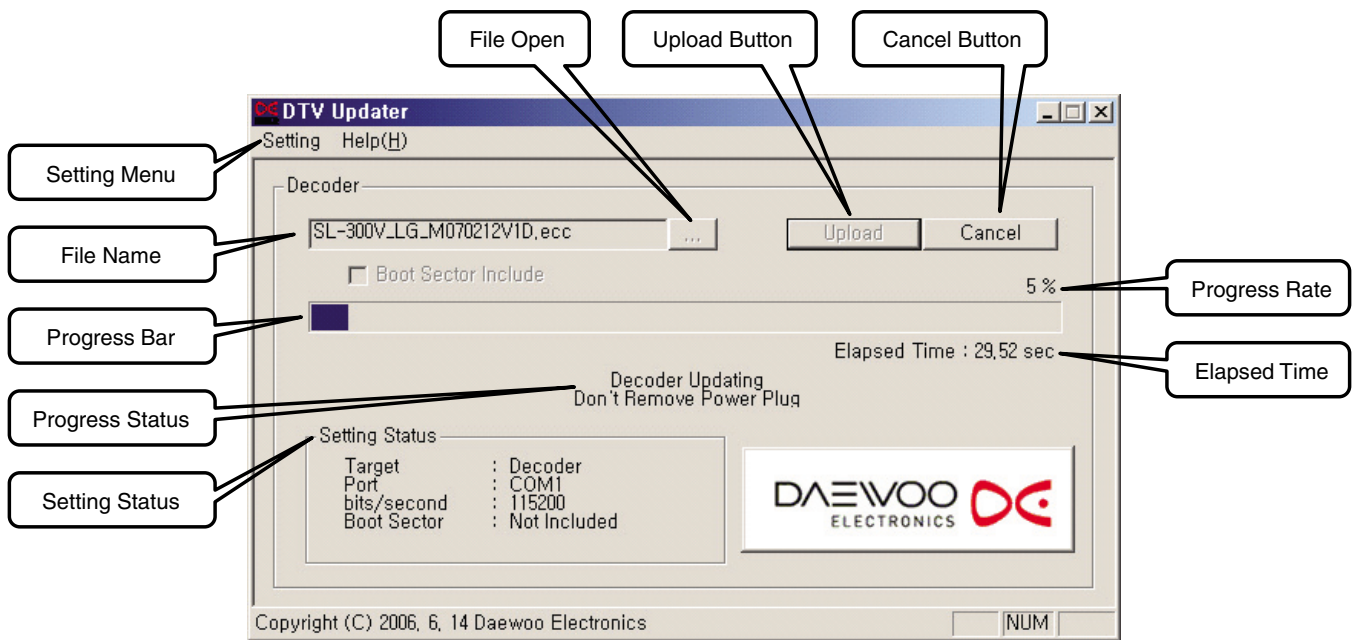 File Open
Upload Button
Cancel Button
DTV Updater
Setting Help(H)
Setting Menu
Decoder
SL-300V_LG_M070212V1D.ecc
...
Upload
Cancel
File Name
Boot Sector Include
5 %
Progress Rate
Progress Bar
Elapsed Time : 29,52 sec
Elapsed Time
Decoder Updating
Don't Remove Power Plug
Progress Status
Setting Status
Target : Decoder
Port : COM1
bits/second : 115200
Boot Sector : Not Included
Setting Status
DAEWOO
ELECTRONICS
Copyright (C) 2006, 6, 14 Daewoo Electronics
NUM